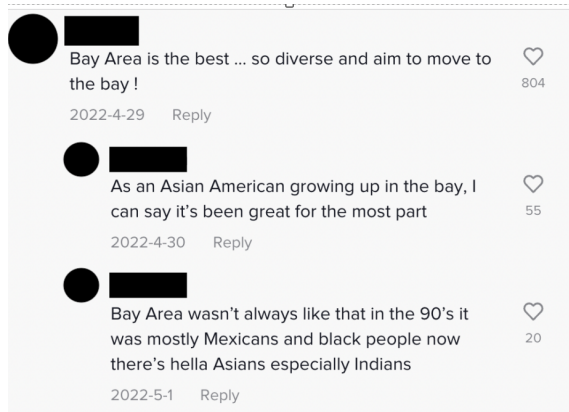 Bay Area is the best ... so diverse and aim to move to
the bay !
804
2022-4-29 Reply
As an Asian American growing up in the bay, I
can say it's been great for the most part
55
2022-4-30 Reply
Bay Area wasn't always like that in the 90's it
was mostly Mexicans and black people now
there's hella Asians especially Indians
20
2022-5-1 Reply